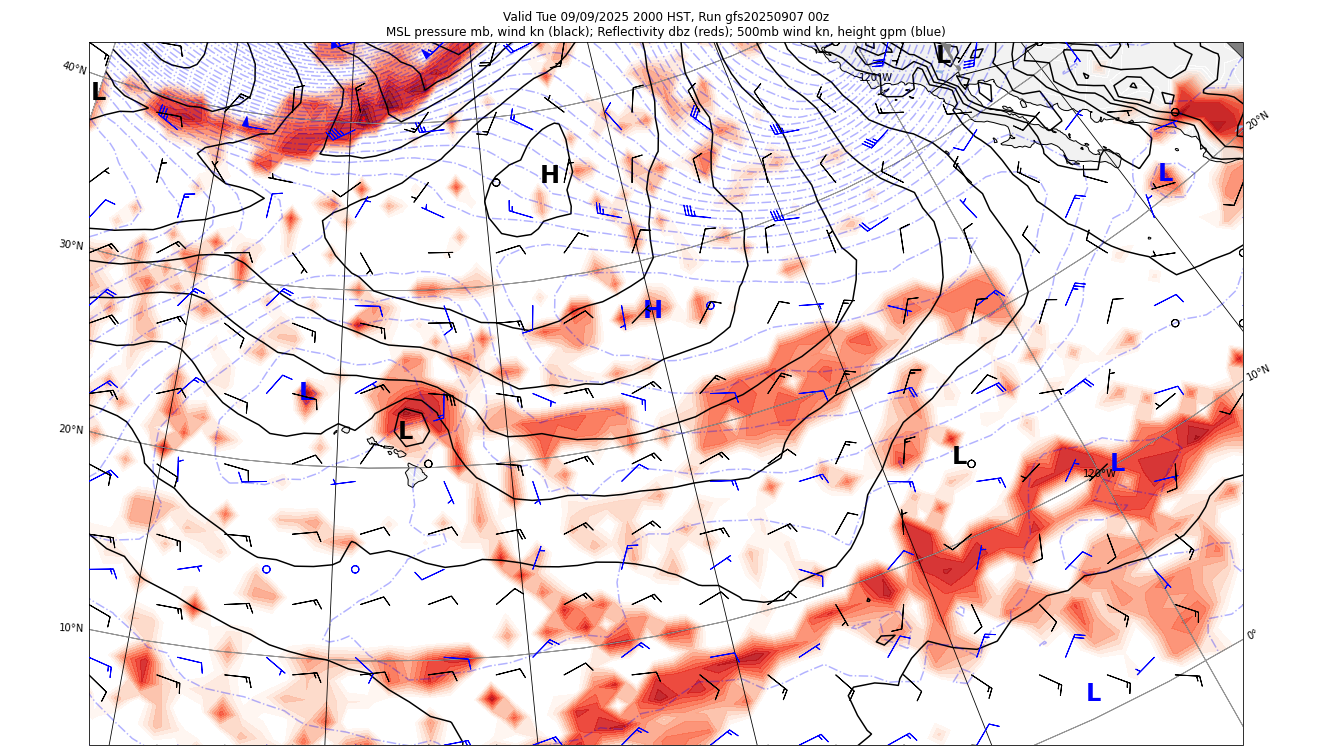 Valid Tue 09/09/2025 2000 HST, Run gfs20250907 00z
MSL pressure mb, wind kn (black); Reflectivity dbz (reds); 500mb wind kn, height gpm (blue)
L
120°W
40°N
L
20°N
H
L
30°N
H
10°N
L
20°N
L
L
L
120°W
10°N
0°
L